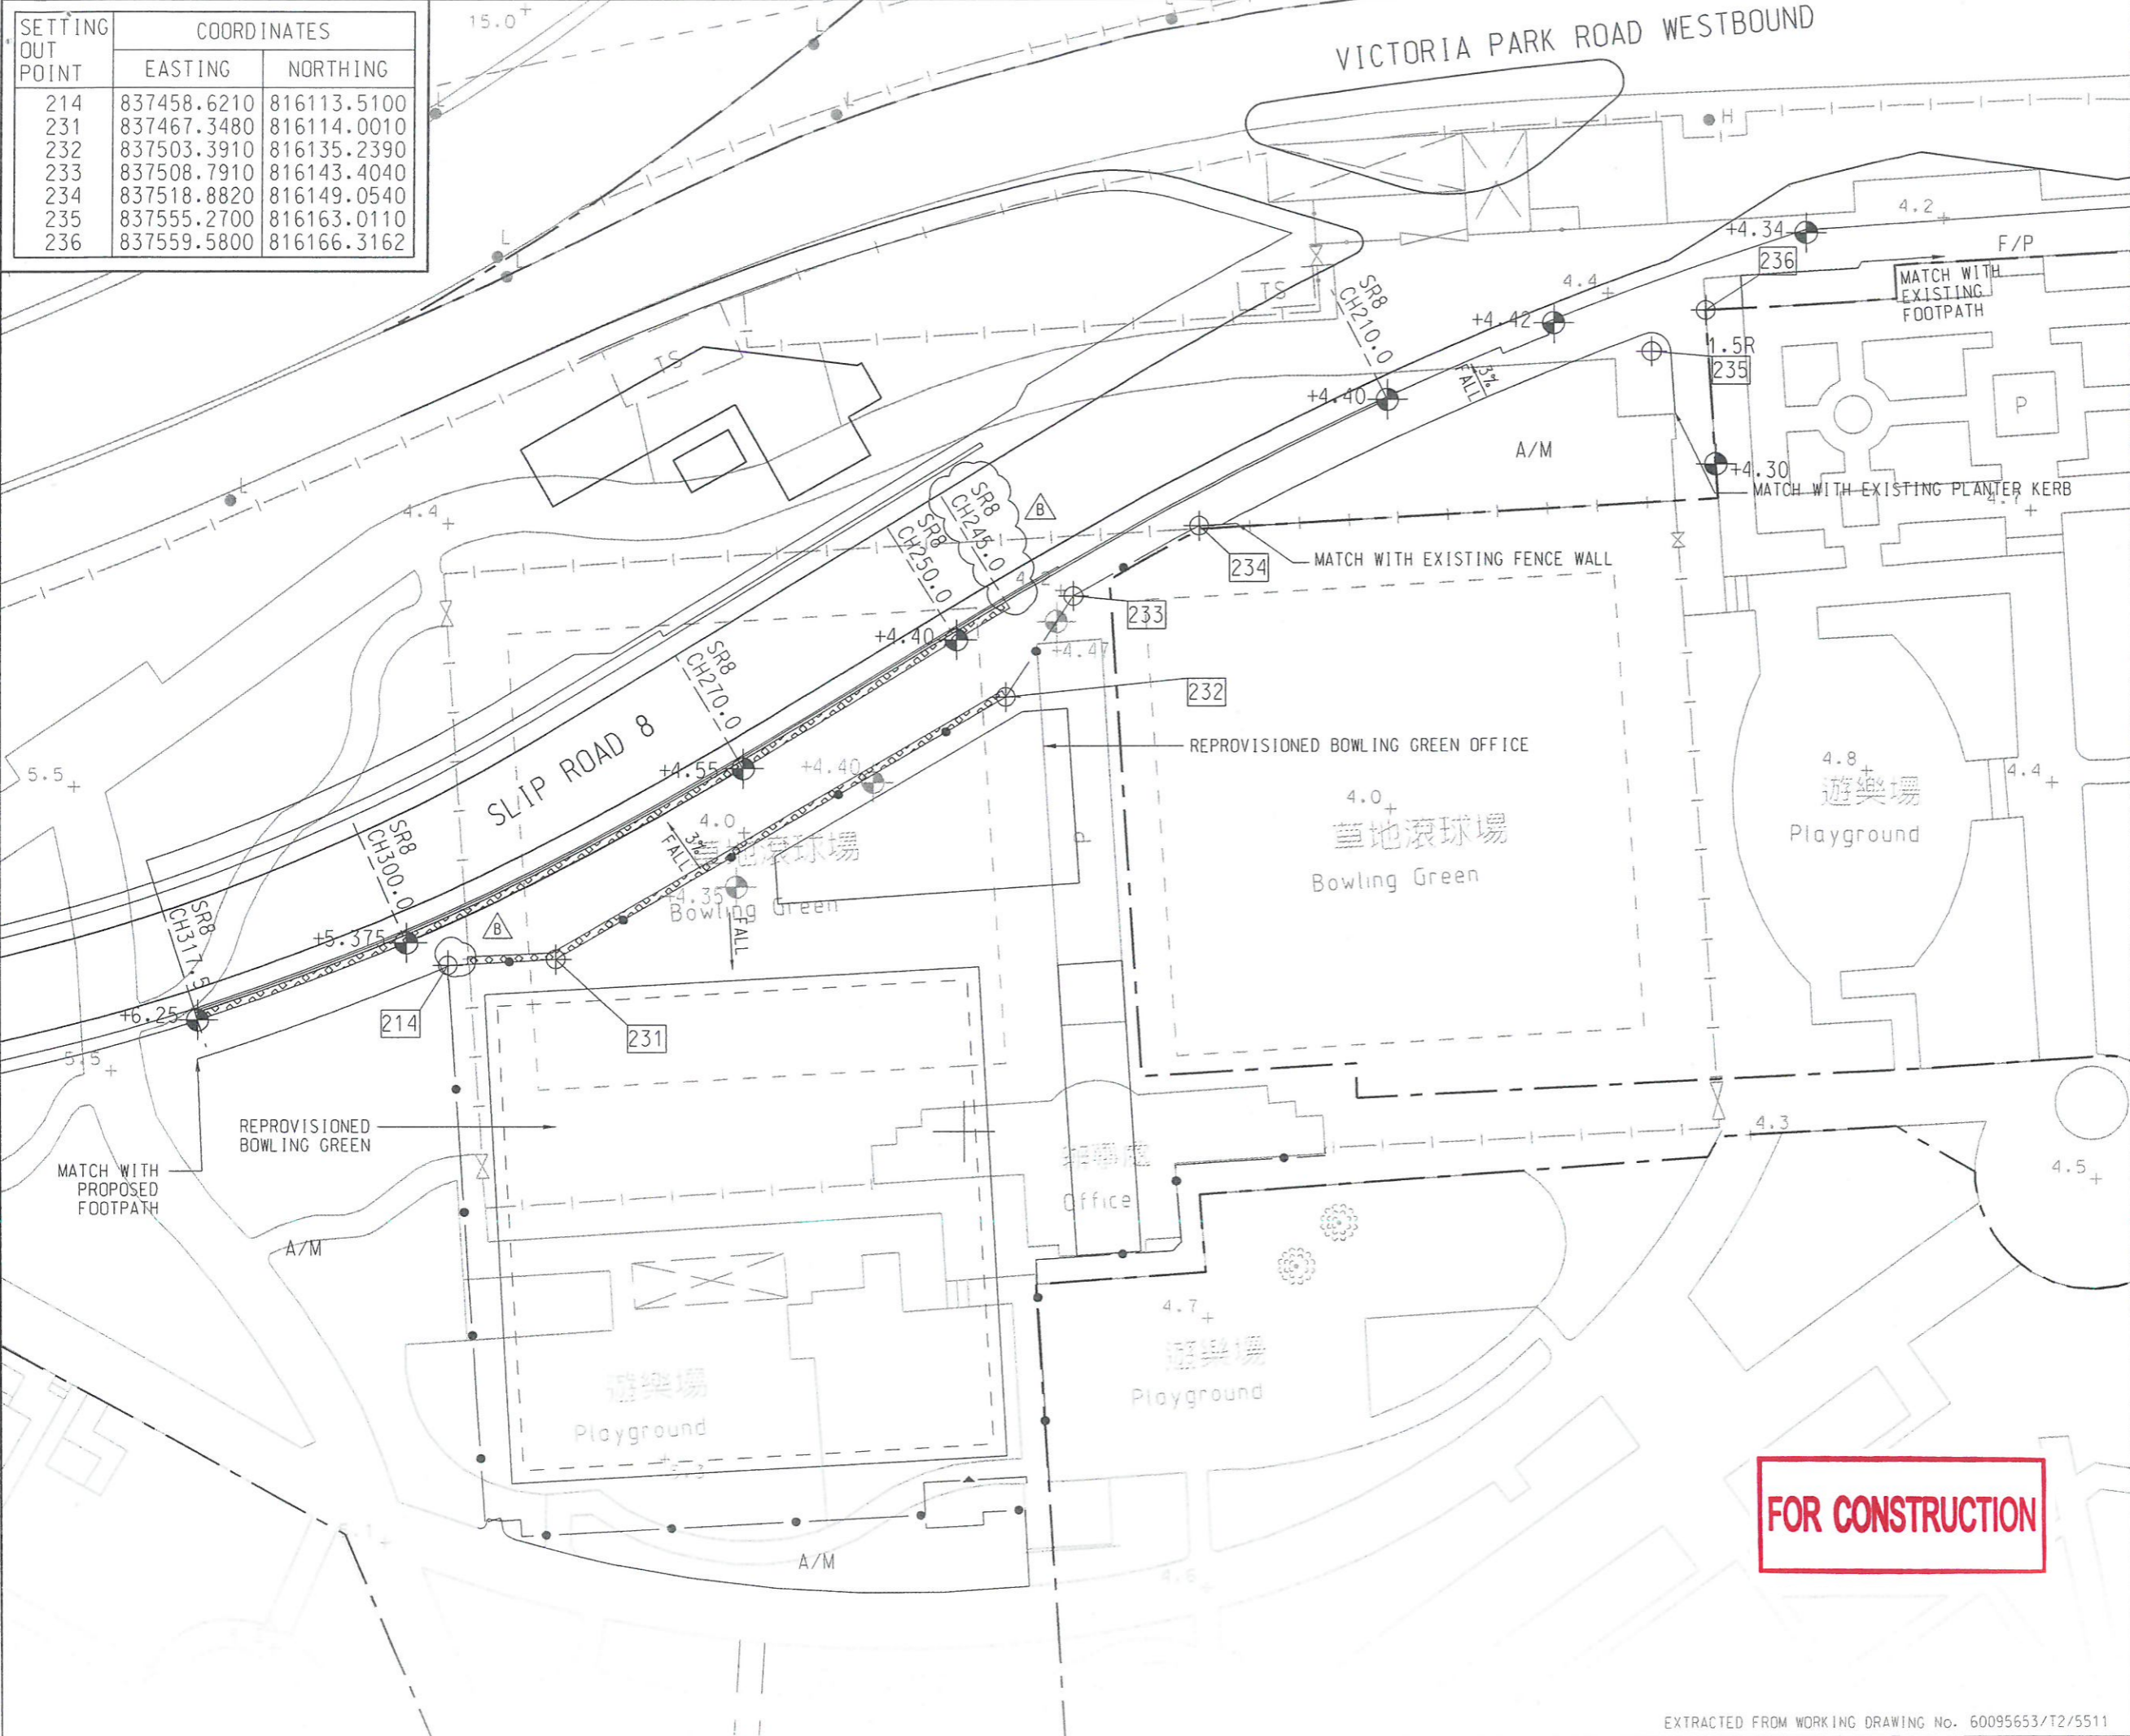 SETTING OUT POINT COORDINATES
EASTING NORTHING
214 837458.6210 816113.5100
231 837467.3480 816114.0010
232 837503.3910 816135.2390
233 837508.7910 816143.4040
234 837518.8820 816149.0540
235 837555.2700 816163.0110
236 837559.5800 816166.3162
15.0
L
L
L
L
L
L
VICTORIA PARK ROAD WESTBOUND
H
4.2
+4.34
236
F/P
MATCH WITH
EXISTING
FOOTPATH
4.4
TS
SR8
CH210.0
+4.42
1.5R
235
TS
+4.40
3%
FALL
P
A/M
+4.30
MATCH WITH EXISTING PLANTER KERB
L
4.4
SR8
CH245.0
B
SR8
CH250.0
234
MATCH WITH EXISTING FENCE WALL
233
+4.40
+4.47
SR8
CH270.0
232
REPROVISIONED BOWLING GREEN OFFICE
5.5
SLIP ROAD 8
+4.55
+4.40
4.0
4.8
遊樂場
Playground
4.4
4.0
草地滾球場
Bowling Green
3%
FALL
草地滾球場
+4.35
Bowling Green
FALL
P
SR8
CH300.0
SR8
CH317.5
+5.375
B
+6.25
214
231
5.5
REPROVISIONED
BOWLING GREEN
MATCH WITH
PROPOSED
FOOTPATH
4.3
4.5
Office
A/M
4.7
遊樂場
Playground
遊樂場
Playground
5.3
FOR CONSTRUCTION
A/M
4.6
EXTRACTED FROM WORKING DRAWING No. 60095653/T2/5511